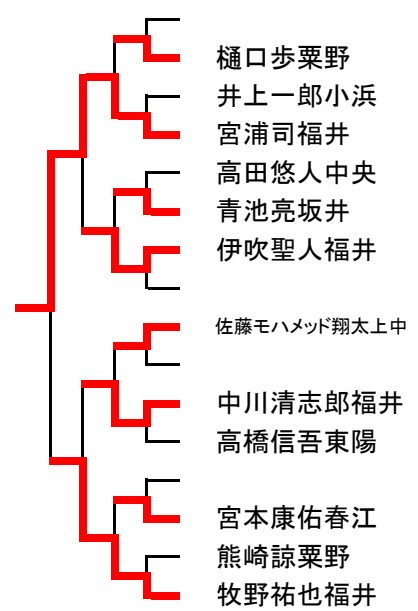 樋口歩粟野
井上一郎小浜
宮浦司福井
高田悠人中央
青池亮坂井
伊吹聖人福井
佐藤モハメッド翔太上中
中川清志郎福井
高橋信吾東陽
宮本康佑春江
熊崎諒粟野
牧野祐也福井